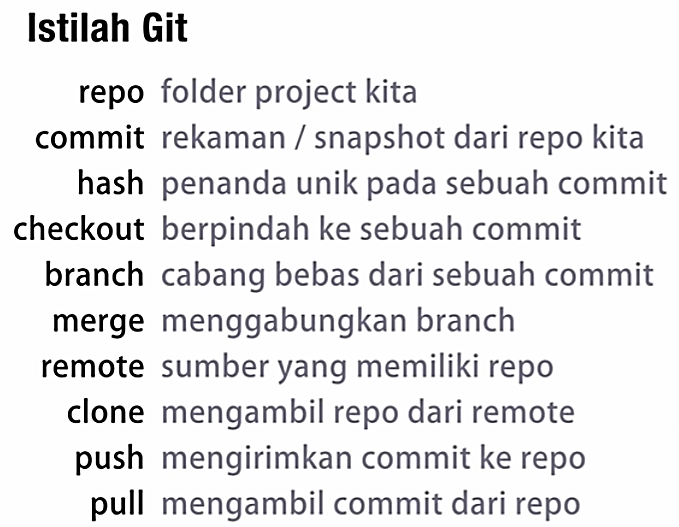 Istilah Git
repo folder project kita
commit rekaman / snapshot dari repo kita
hash penanda unik pada sebuah commit
checkout berpindah ke sebuah commit
branch cabang bebas dari sebuah commit
merge menggabungkan branch
remote sumber yang memiliki repo
clone mengambil repo dari remote
push mengirimkan commit ke repo
pull mengambil commit dari repo